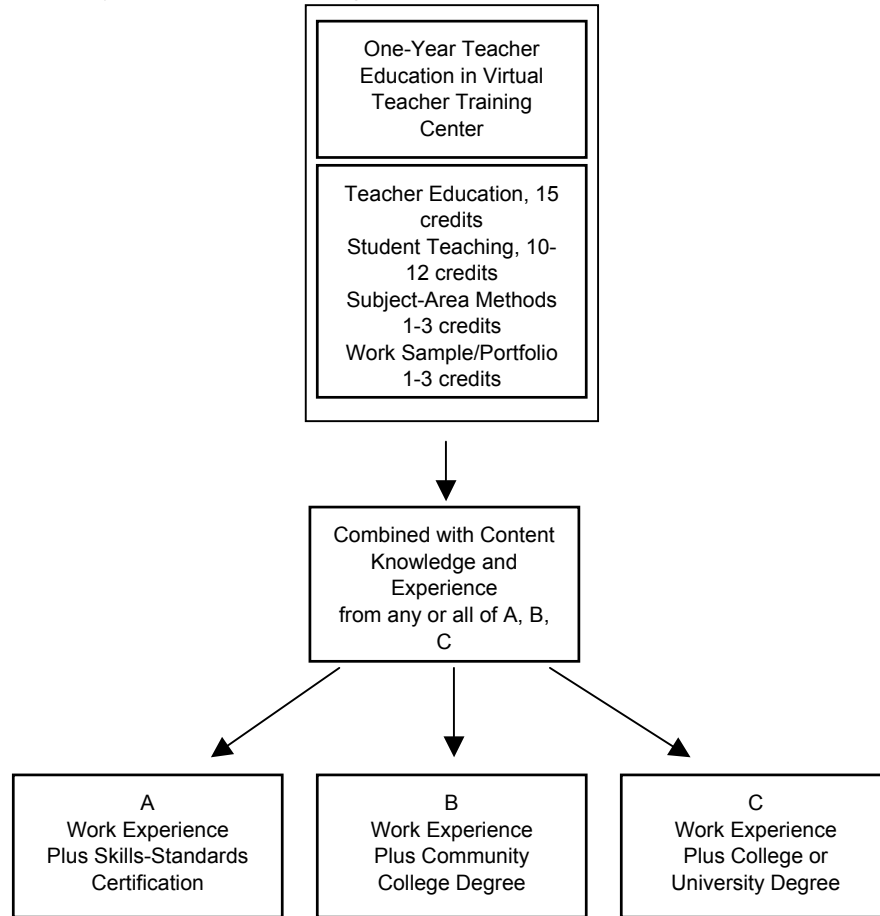 One-Year Teacher
Education in Virtual
Teacher Training
Center
Teacher Education, 15
credits
Student Teaching, 10-
12 credits
Subject-Area Methods
1-3 credits
Work Sample/Portfolio
1-3 credits
Combined with Content
Knowledge and
Experience
from any or all of A, B,
C
A
Work Experience
Plus Skills-Standards
Certification
B
Work Experience
Plus Community
College Degree
C
Work Experience
Plus College or
University Degree